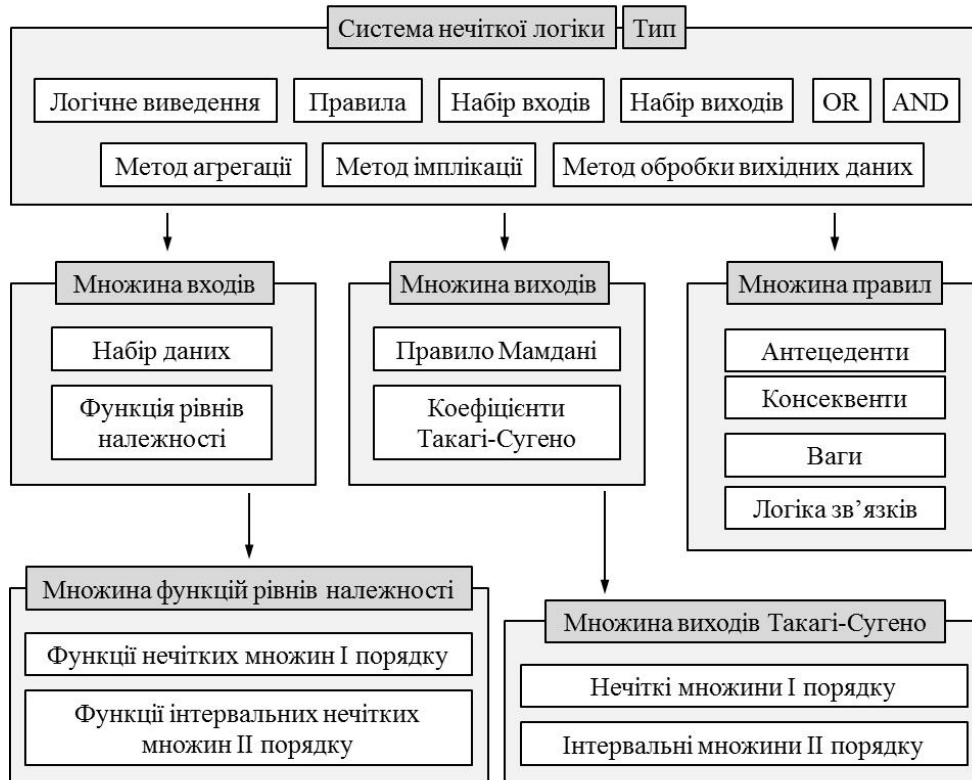 Система нечіткої логіки Тип
Логічне виведення Правила Набір входів Набір виходів OR AND
Метод агрегації Метод імплікації Метод обробки вихідних даних
Множина входів
Набір даних
Функція рівнів
належності
Множина виходів
Правило Мамдані
Коефіцієнти
Такагі-Сугено
Множина правил
Антецеденти
Консеквенти
Ваги
Логіка зв’язків
Множина функцій рівнів належності
Функції нечітких множин I порядку
Функції інтервальних нечітких
множин II порядку
Множина виходів Такагі-Сугено
Нечіткі множини I порядку
Інтервальні множини II порядку